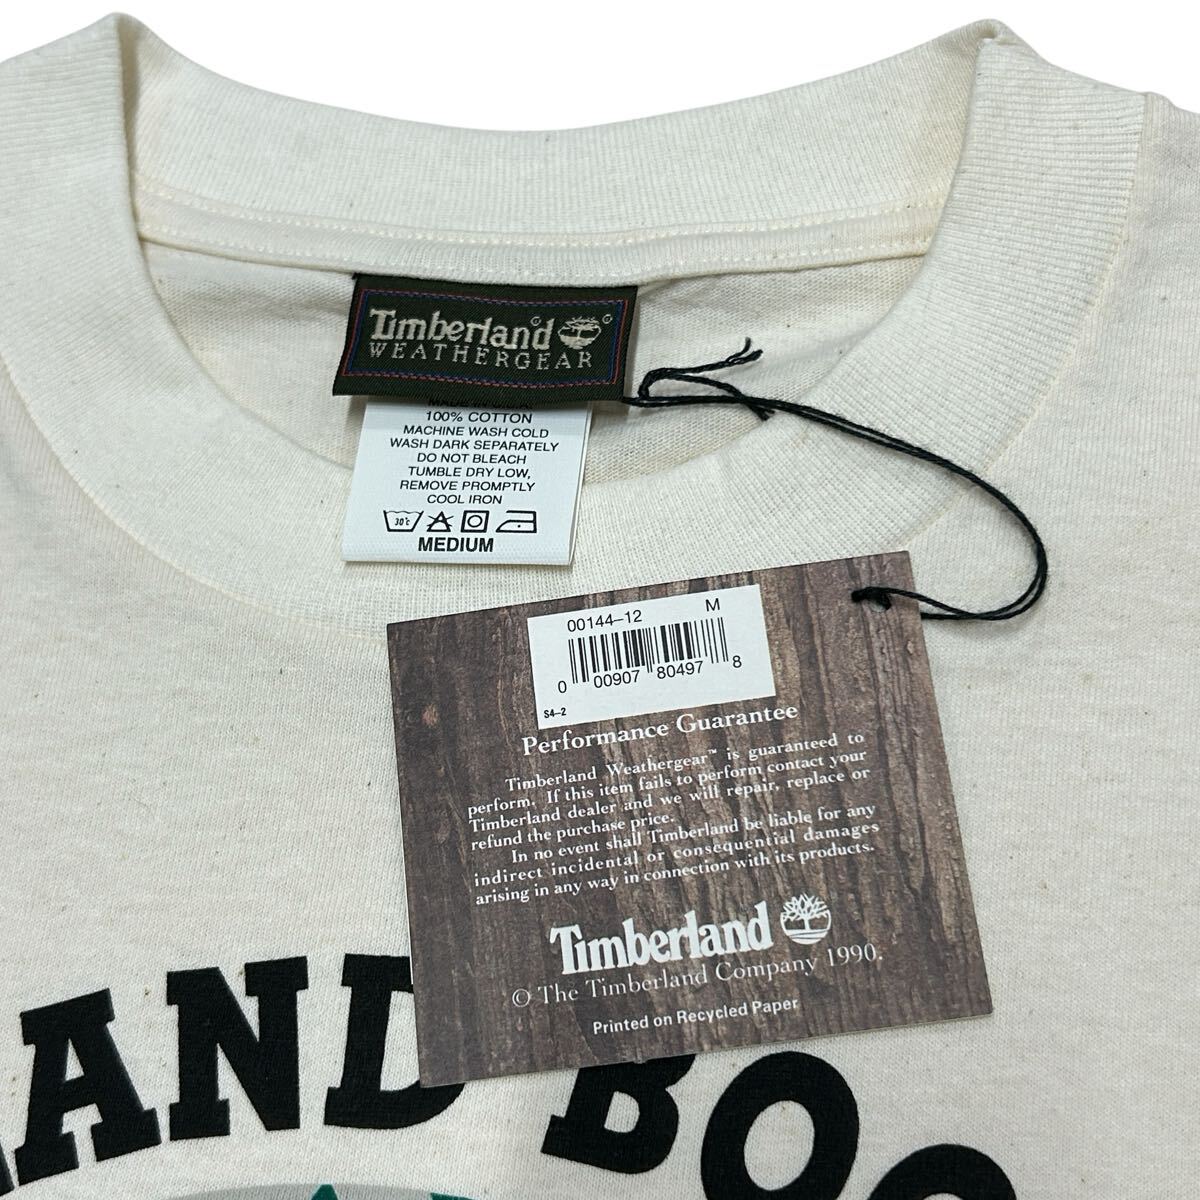 Timberland®
WEATHERGEAR
100% COTTON
MACHINE WASH COLD
WASH DARK SEPARATELY
DO NOT BLEACH
TUMBLE DRY LOW,
REMOVE PROMPTLY
COOL IRON
30°C
MEDIUM
00144-12 M
0 00907 80497 8
S4-2
Performance Guarantee
Timberland Weathergear™ is guaranteed to
perform. If this item fails to perform contact your
Timberland dealer and we will repair, replace or
refund the purchase price.
In no event shall Timberland be liable for any
indirect incidental or consequential damages
arising in any way in connection with its products.
Timberland
© The Timberland Company 1990.
Printed on Recycled Paper
AND BOO